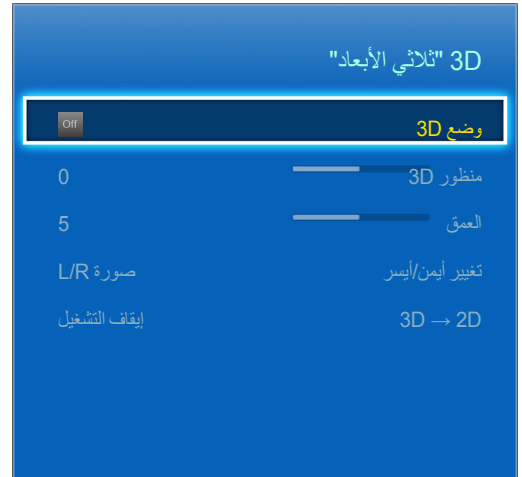 3D "ثلاثي الأبعاد"
وضع 3D Off
منظور 3D 0
العمق 5
تغيير أيمن/أيسر صورة L/R
3D → 2D إيقاف التشغيل